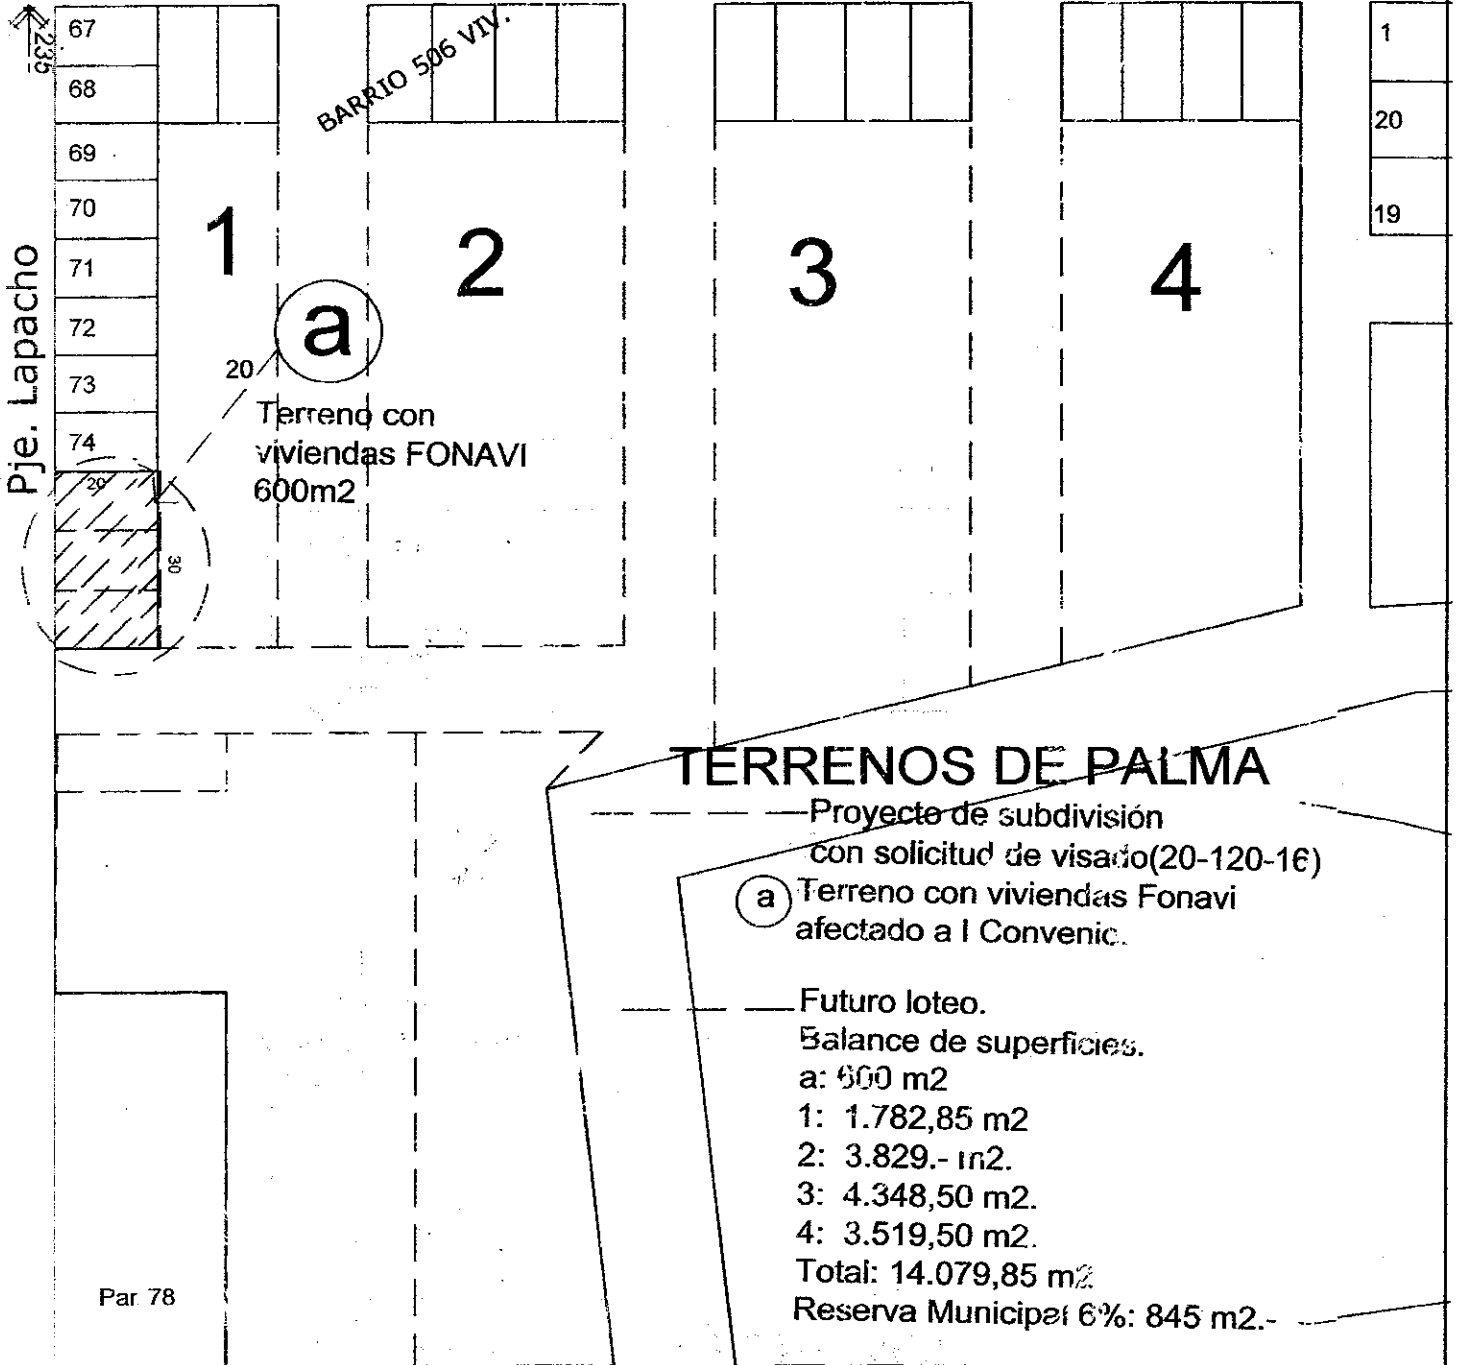 235
67
68
69
70
71
72
73
74
Pje. Lapacho
BARRIO 506 VIV.
1
20
19
1
2
3
4
a
20
Terreno con
viviendas FONAVI
600m2
20
30
TERRENOS DE PALMA
Proyecto de subdivisión
con solicitud de visado(20-120-16)
a
Terreno con viviendas Fonavi
afectado a l Convenic.
Futuro loteo.
Balance de superficies.
a: 600 m2
1: 1.782,85 m2
2: 3.829.- m2.
3: 4.348,50 m2.
4: 3.519,50 m2.
Total: 14.079,85 m2
Reserva Municipal 6%: 845 m2.-
Par. 78